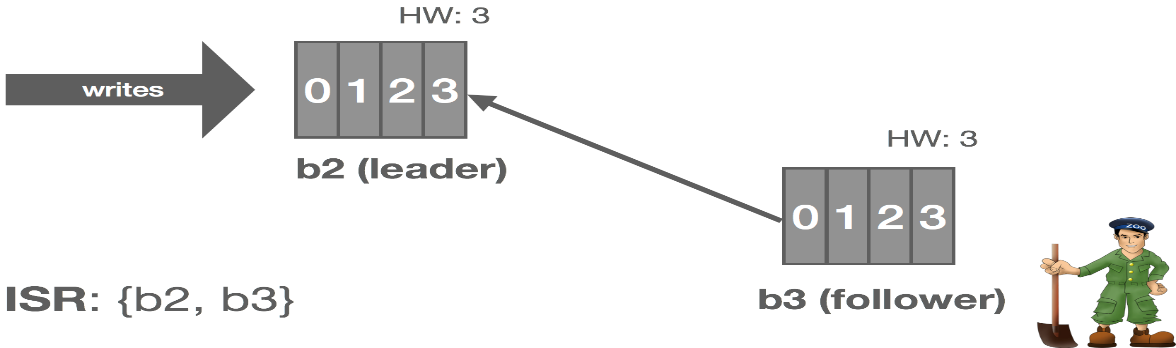 HW: 3
writes
0 1 2 3
b2 (leader)
HW: 3
0 1 2 3
b3 (follower)
ZOO
ISR: {b2, b3}